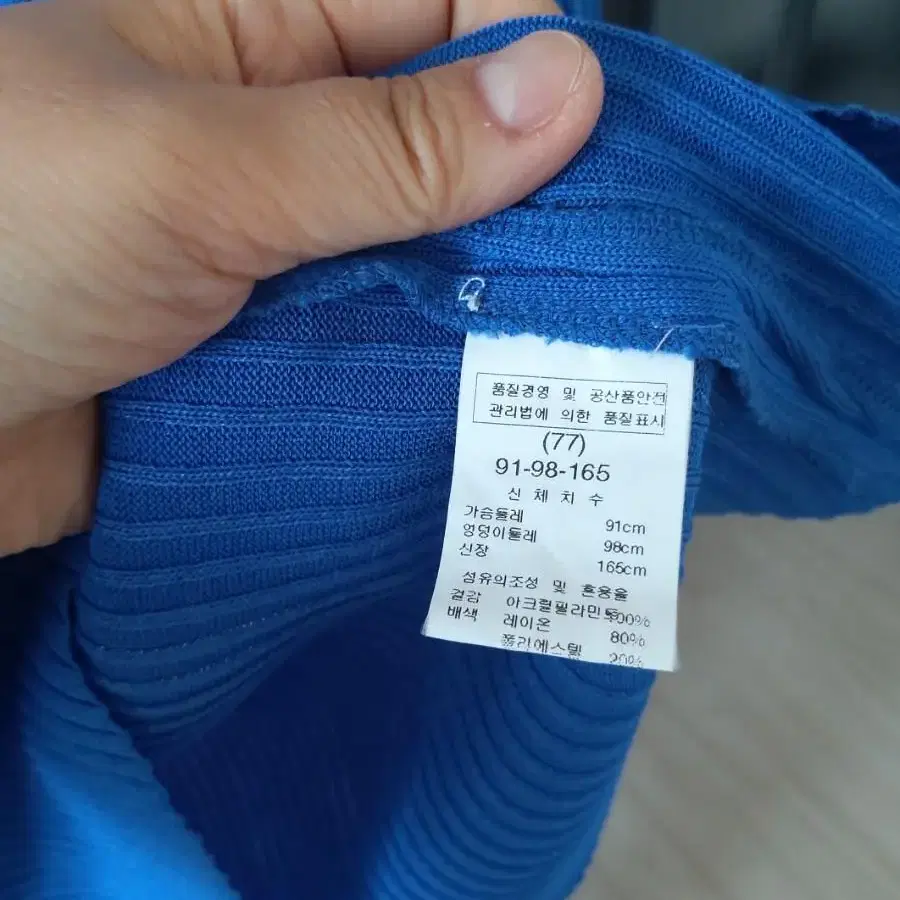 품질경영 및 공산품안전
관리법에 의한 품질표시
(77)
91-98-165
신 체 치 수
가슴둘레 91cm
엉덩이둘레 98cm
신장 165cm
섬유의조성 및 혼용율
겉감 아크릴필라민트 100%
배색 레이온 80%
폴리에스텔 20%